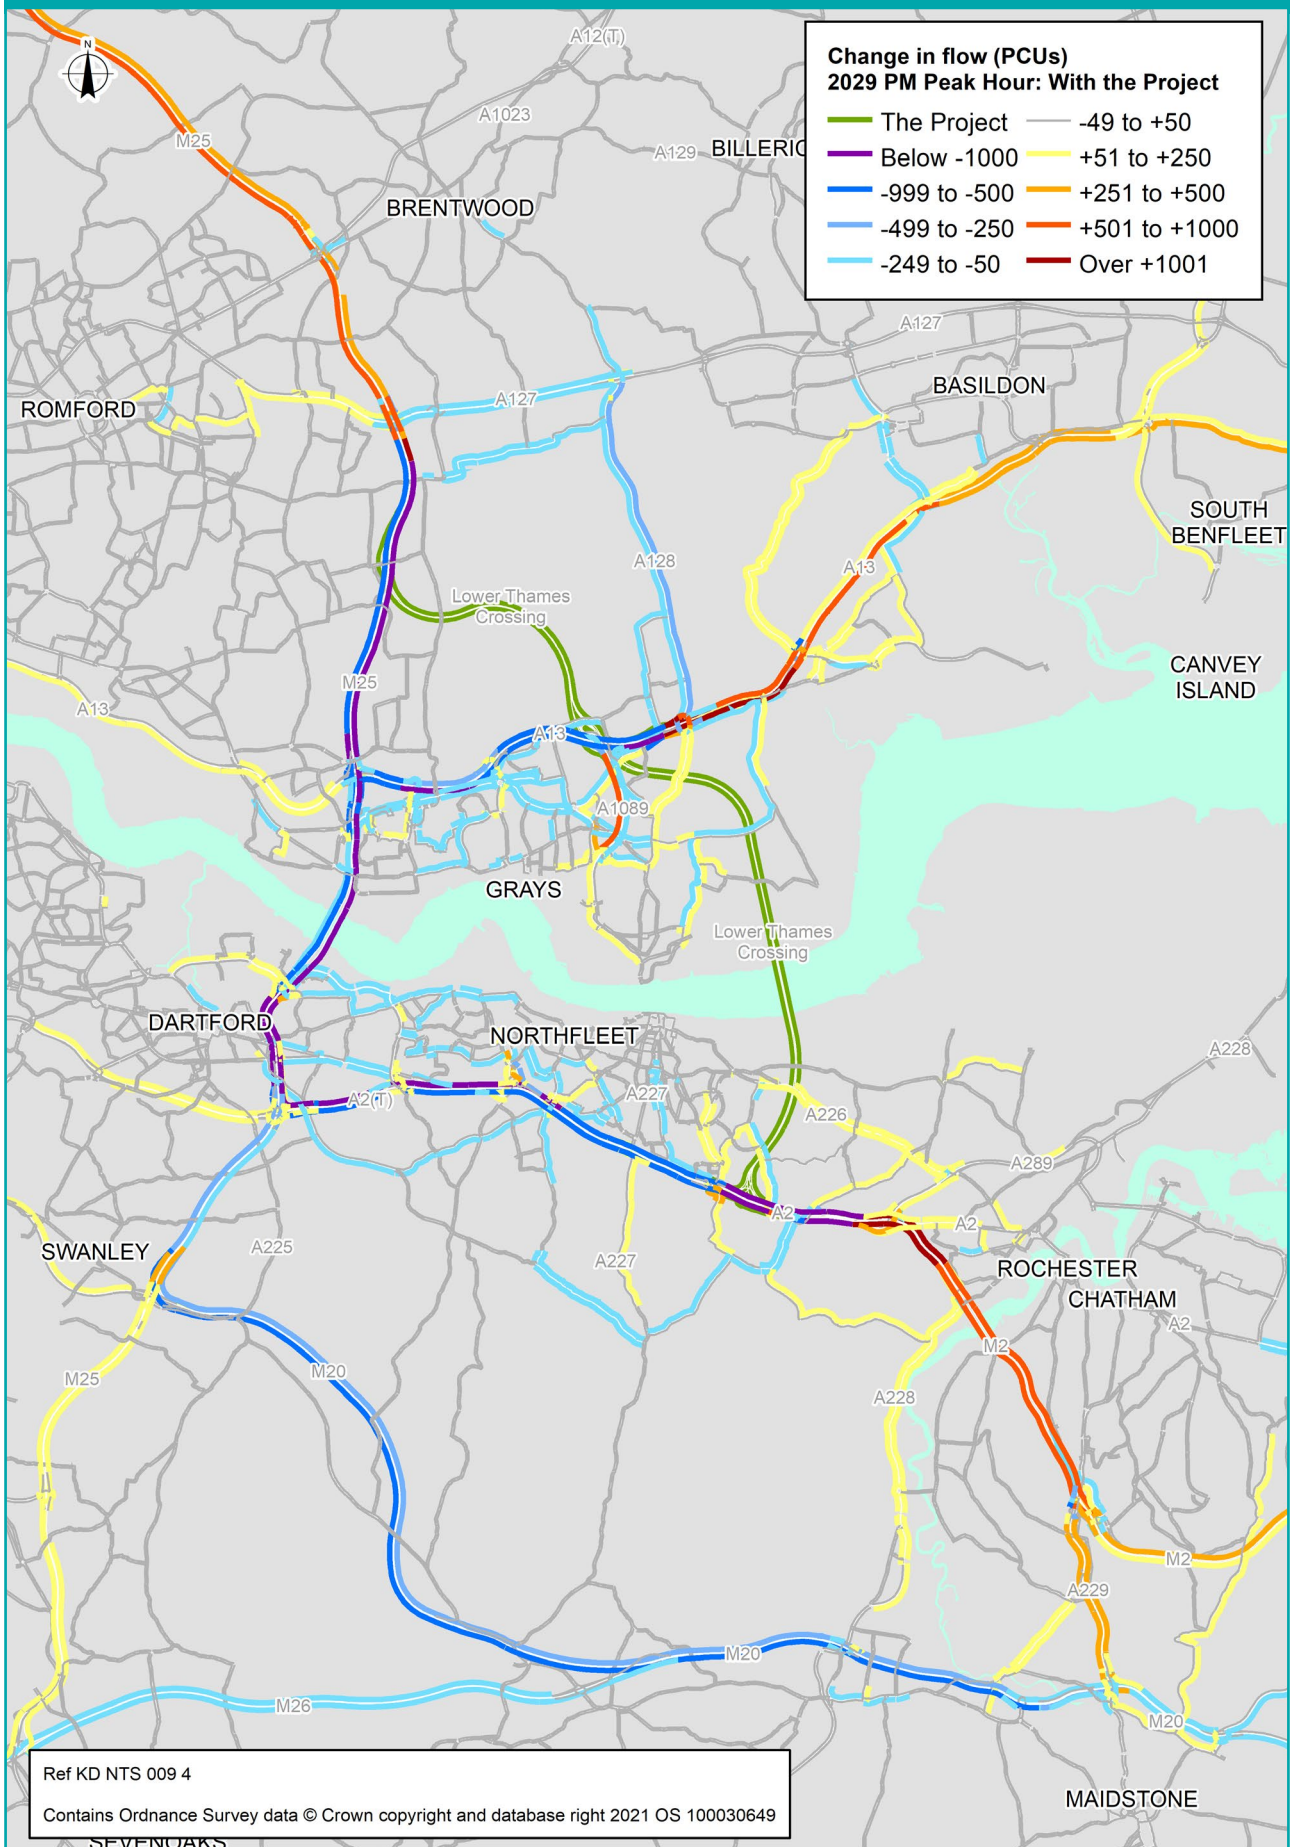 N
A12(T)
Change in flow (PCUs)
2029 PM Peak Hour: With the Project
The Project
-49 to +50
Below -1000
+51 to +250
-999 to -500
+251 to +500
-499 to -250
+501 to +1000
-249 to -50
Over +1001
A1023
M25
A129
BILLERIC
BRENTWOOD
A127
BASILDON
A127
ROMFORD
SOUTH
BENFLEET
A128
A13
Lower Thames
Crossing
CANVEY
ISLAND
M25
A13
A13
A1089
GRAYS
Lower Thames
Crossing
DARTFORD
NORTHFLEET
A228
A2(T)
A227
A226
A289
A2
A2
SWANLEY
A225
A227
ROCHESTER
CHATHAM
A2
M2
M20
M25
A228
M2
A229
M20
M26
M20
Ref KD NTS 009 4
Contains Ordnance Survey data © Crown copyright and database right 2021 OS 100030649
MAIDSTONE
SEVENOAKS